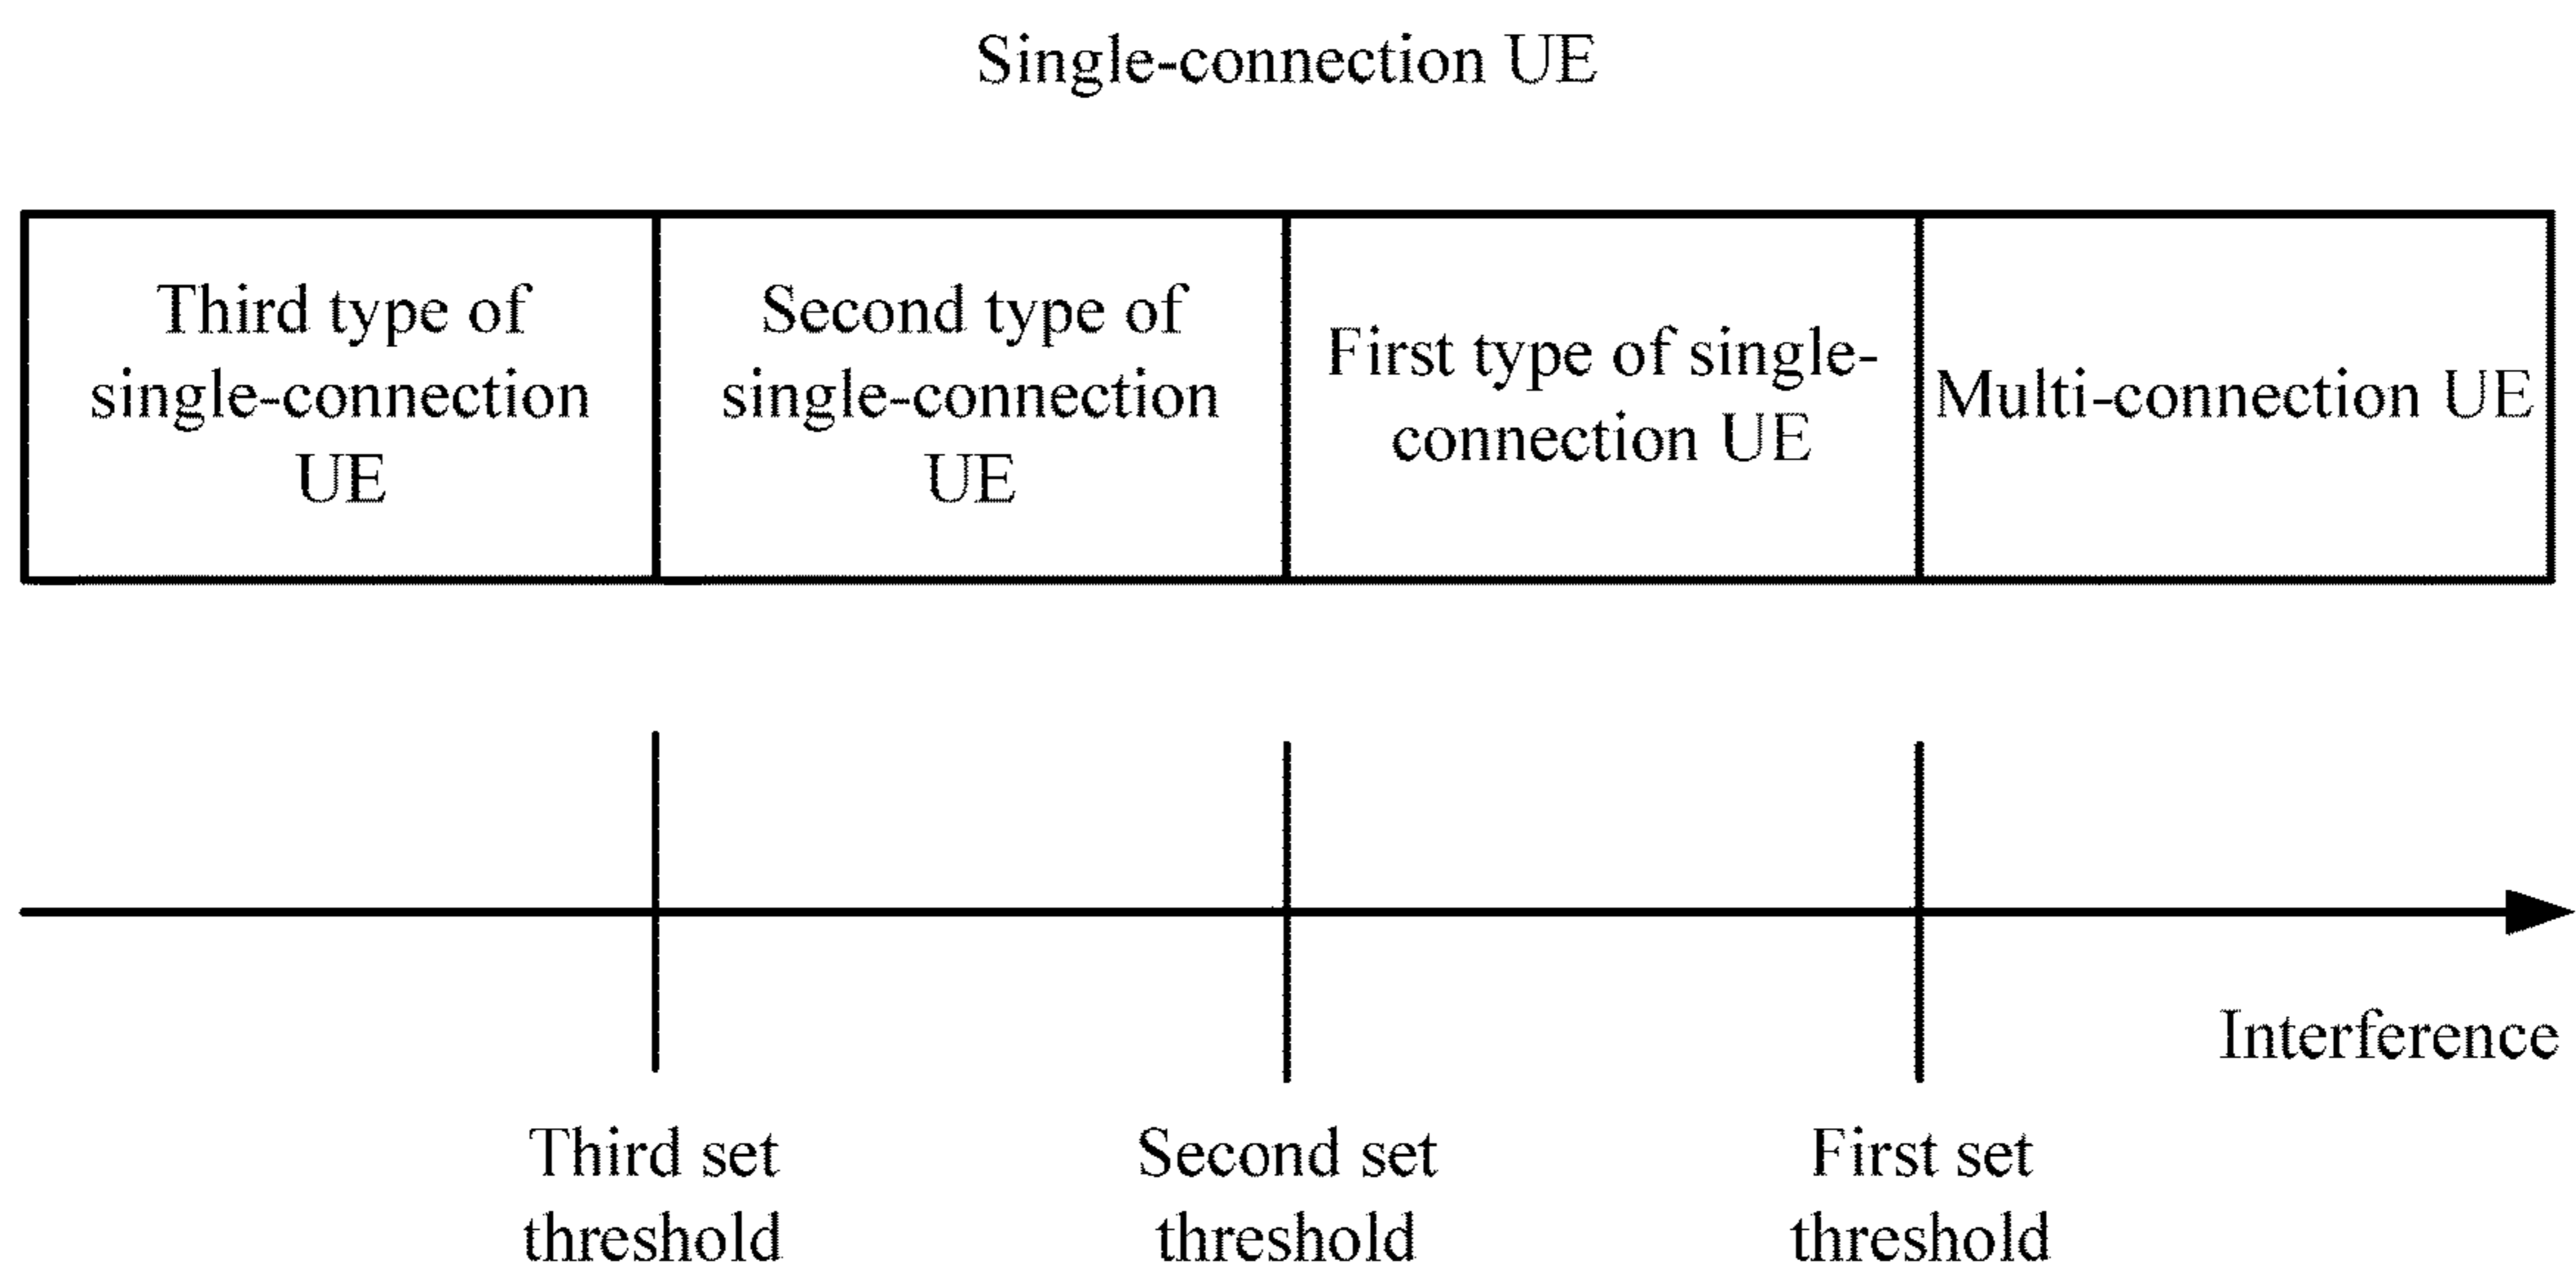 Single-connection UE
Third type of
single-connection
UE
Second type of
single-connection
UE
First type of single-
connection UE
Multi-connection UE
Interference
Third set
threshold
Second set
threshold
First set
threshold